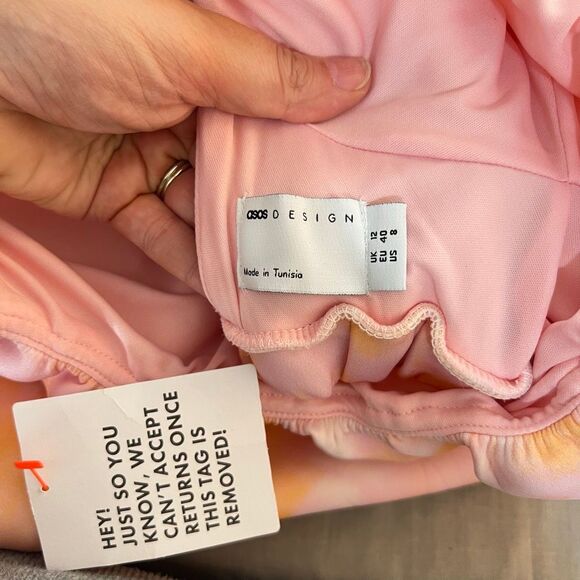 asos DESIGN
Made in Tunisia
UK 12
EU 40
US 8
HEY!
JUST SO YOU
KNOW, WE
CAN'T ACCEPT
RETURNS ONCE
THIS TAG IS
REMOVED!